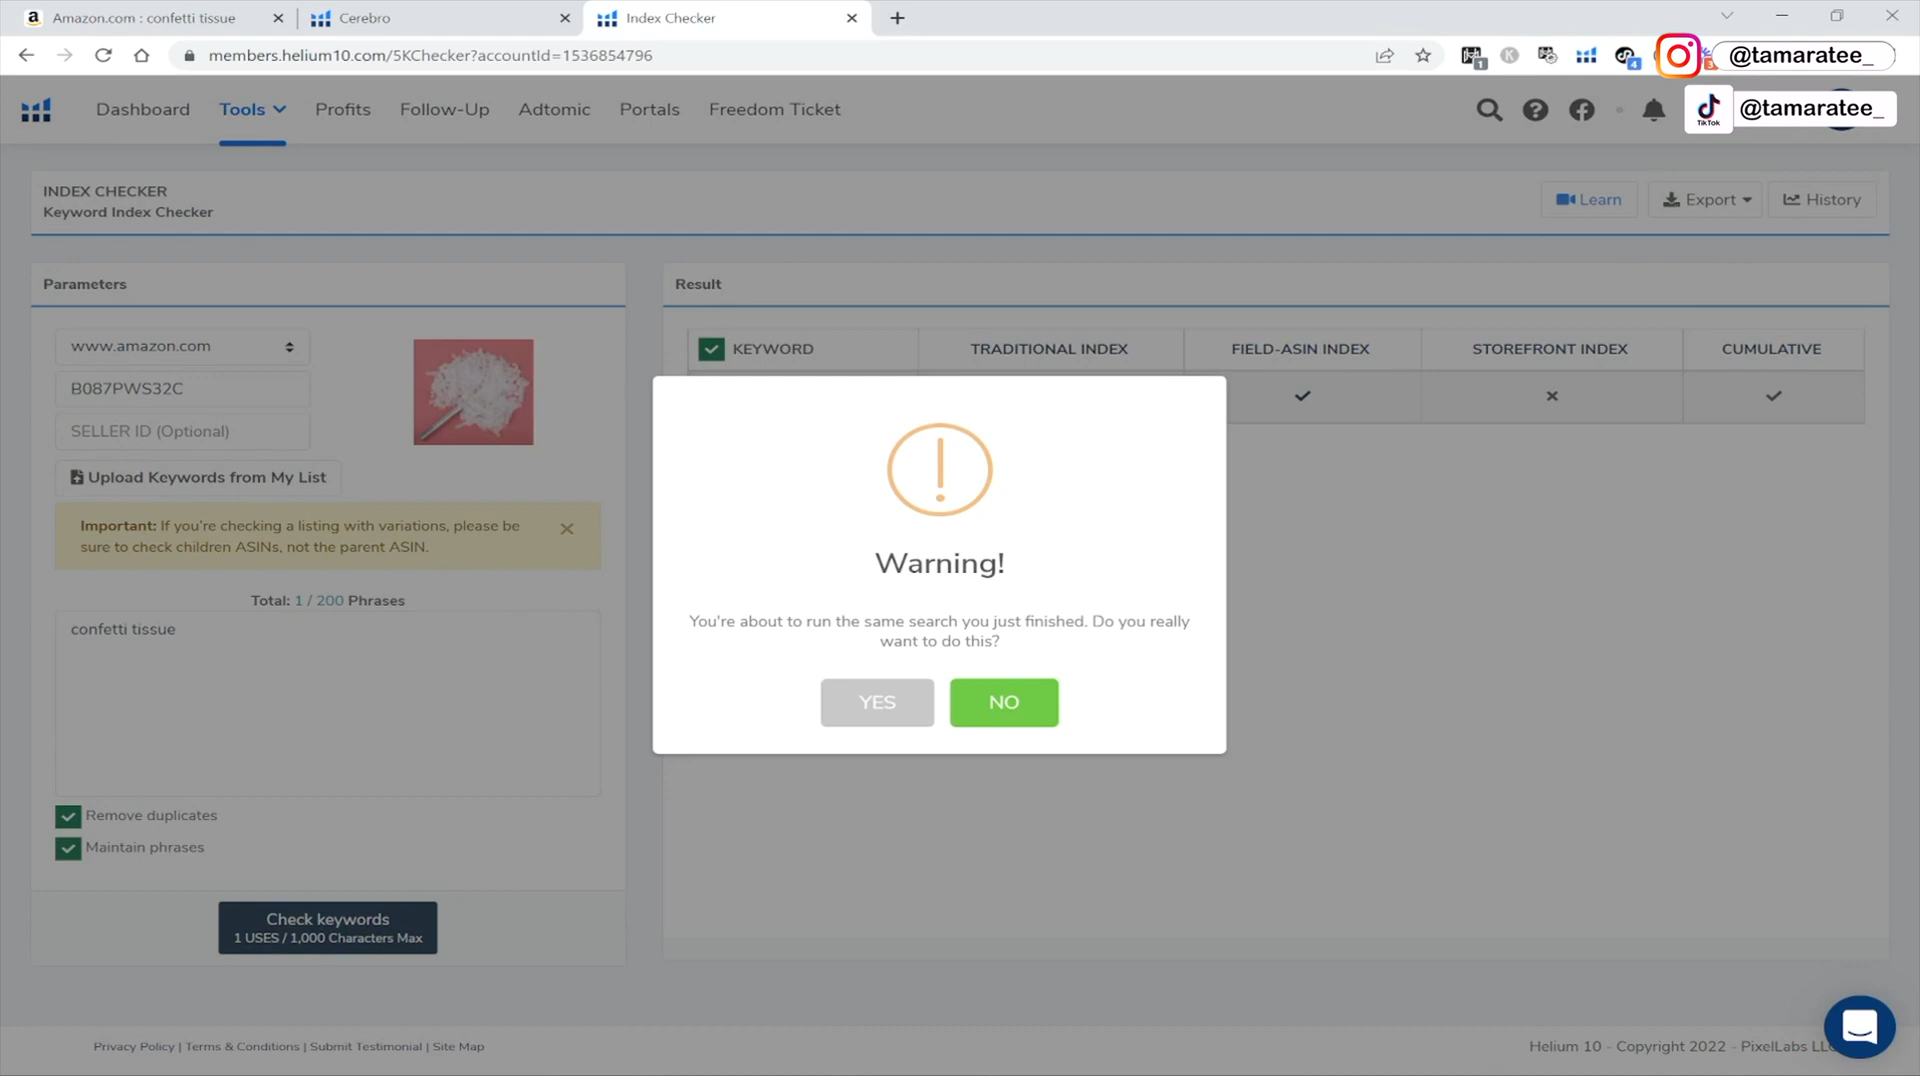 Amazon.com : confetti tissue
Cerebro
Index Checker
members.helium10.com/5KChecker?accountId=1536854796
@tamaratee_
Dashboard
Tools
Profits
Follow-Up
Adtomic
Portals
Freedom Ticket
TikTok
@tamaratee_
INDEX CHECKER
Keyword Index Checker
Learn
Export
History
Parameters
Result
www.amazon.com
B087PWS32C
SELLER ID (Optional)
Upload Keywords from My List
Important: If you're checking a listing with variations, please be
sure to check children ASINs, not the parent ASIN.
Total: 1 / 200 Phrases
confetti tissue
Remove duplicates
Maintain phrases
Check keywords
1 USES / 1,000 Characters Max
KEYWORD
TRADITIONAL INDEX
FIELD-ASIN INDEX
STOREFRONT INDEX
CUMULATIVE
Warning!
You're about to run the same search you just finished. Do you really
want to do this?
YES
NO
Privacy Policy | Terms & Conditions | Submit Testimonial | Site Map
Helium 10 - Copyright 2022 - PixelLabs